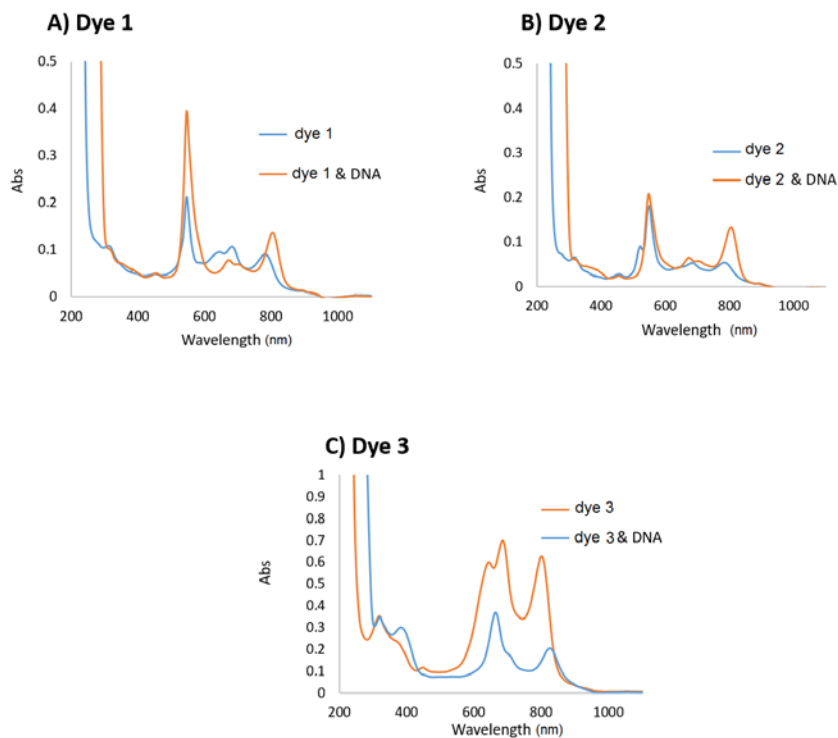 A) Dye 1
0.5
0.4
0.3
0.2
0.1
0
Abs
200 400 600 800 1000
Wavelength (nm)
dye 1
dye 1 & DNA
B) Dye 2
0.5
0.4
0.3
0.2
0.1
0
Abs
200 400 600 800 1000
Wavelength (nm)
dye 2
dye 2 & DNA
C) Dye 3
1
0.9
0.8
0.7
0.6
0.5
0.4
0.3
0.2
0.1
0
Abs
200 400 600 800 1000
Wavelength (nm)
dye 3
dye 3 & DNA